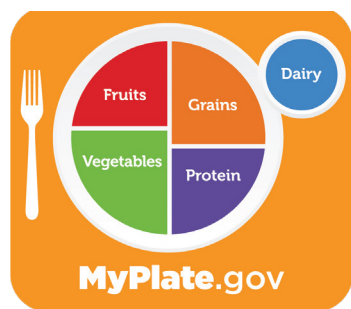 Dairy
Fruits
Grains
Vegetables
Protein
MyPlate.gov